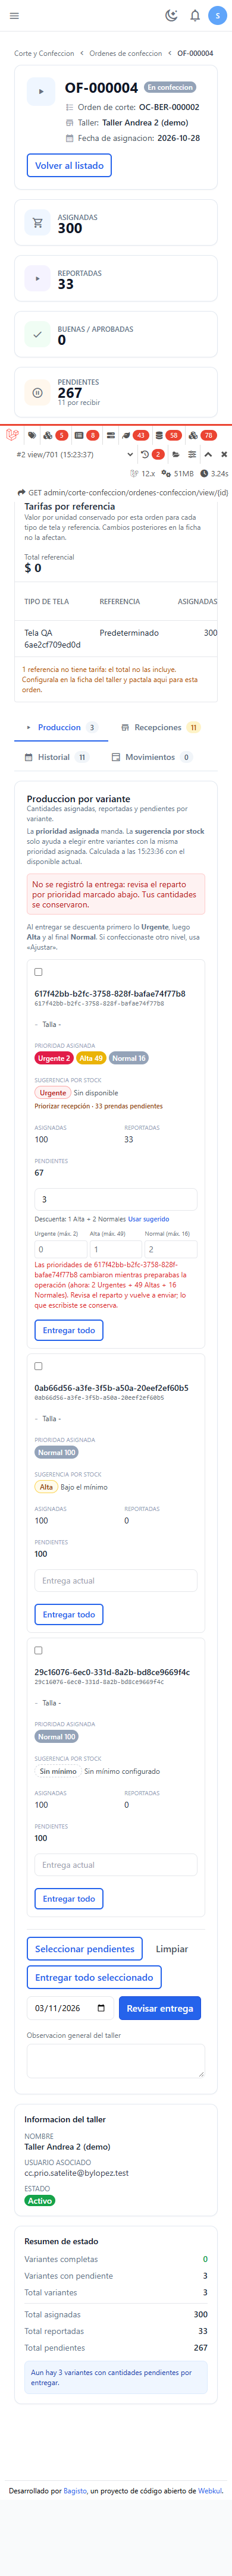 S
Corte y Confeccion < Ordenes de confeccion < OF-000004
OF-000004 En confeccion
Orden de corte: OC-BER-000002
Taller: Taller Andrea 2 (demo)
Fecha de asignacion: 2026-10-28
Volver al listado
ASIGNADAS
300
REPORTADAS
33
BUENAS / APROBADAS
0
PENDIENTES
267
11 por recibir
5 8 43 58 78
#2 view/701 (15:23:37) 2
12.x 51MB 3.24s
GET admin/corte-confeccion/ordenes-confeccion/view/{id}
Tarifas por referencia
Valor por unidad conservado por esta orden para cada
tipo de tela y referencia. Cambios posteriores en la ficha
no la afectan.
Total referencial
$ 0
TIPO DE TELA REFERENCIA ASIGNADAS
Tela QA Predeterminado 300
6ae2cf709ed0d
1 referencia no tiene tarifa: el total no las incluye.
Configurala en la ficha del taller y pactala aqui para esta
orden.
Produccion 3 Recepciones 11
Historial 11 Movimientos 0
Produccion por variante
Cantidades asignadas, reportadas y pendientes por
variante.
La prioridad asignada manda. La sugerencia por stock
solo ayuda a elegir entre variantes con la misma
prioridad asignada. Calculada a las 15:23:36 con el
disponible actual.
No se registró la entrega: revisa el reparto
por prioridad marcado abajo. Tus cantidades
se conservaron.
Al entregar se descuenta primero lo Urgente, luego
Alta y al final Normal. Si confeccionaste otro nivel, usa
«Ajustar».
617f42bb-b2fc-3758-828f-bafae74f77b8
617f42bb-b2fc-3758-828f-bafae74f77b8
- Talla -
PRIORIDAD ASIGNADA
Urgente 2 Alta 49 Normal 16
SUGERENCIA POR STOCK
Urgente Sin disponible
Priorizar recepción · 33 prendas pendientes
ASIGNADAS REPORTADAS
100 33
PENDIENTES
67
3
Descuenta: 1 Alta + 2 Normales Usar sugerido
Urgente (máx. 2) Alta (máx. 49) Normal (máx. 16)
0 1 2
Las prioridades de 617f42bb-b2fc-3758-828f-
bafae74f77b8 cambiaron mientras preparabas la
operación (ahora: 2 Urgentes + 49 Altas + 16
Normales). Revisa el reparto y vuelve a enviar; lo
que escribiste se conserva.
Entregar todo
0ab66d56-a3fe-3f5b-a50a-20eef2ef60b5
0ab66d56-a3fe-3f5b-a50a-20eef2ef60b5
- Talla -
PRIORIDAD ASIGNADA
Normal 100
SUGERENCIA POR STOCK
Alta Bajo el mínimo
ASIGNADAS REPORTADAS
100 0
PENDIENTES
100
Entrega actual
Entregar todo
29c16076-6ec0-331d-8a2b-bd8ce9669f4c
29c16076-6ec0-331d-8a2b-bd8ce9669f4c
- Talla -
PRIORIDAD ASIGNADA
Normal 100
SUGERENCIA POR STOCK
Sin mínimo Sin mínimo configurado
ASIGNADAS REPORTADAS
100 0
PENDIENTES
100
Entrega actual
Entregar todo
Seleccionar pendientes Limpiar
Entregar todo seleccionado
03/11/2026 Revisar entrega
Observacion general del taller
Informacion del taller
NOMBRE
Taller Andrea 2 (demo)
USUARIO ASOCIADO
cc.prio.satelite@bylopez.test
ESTADO
Activo
Resumen de estado
Variantes completas 0
Variantes con pendiente 3
Total variantes 3
Total asignadas 300
Total reportadas 33
Total pendientes 267
Aun hay 3 variantes con cantidades pendientes por
entregar.
Desarrollado por Bagisto, un proyecto de código abierto de Webkul.